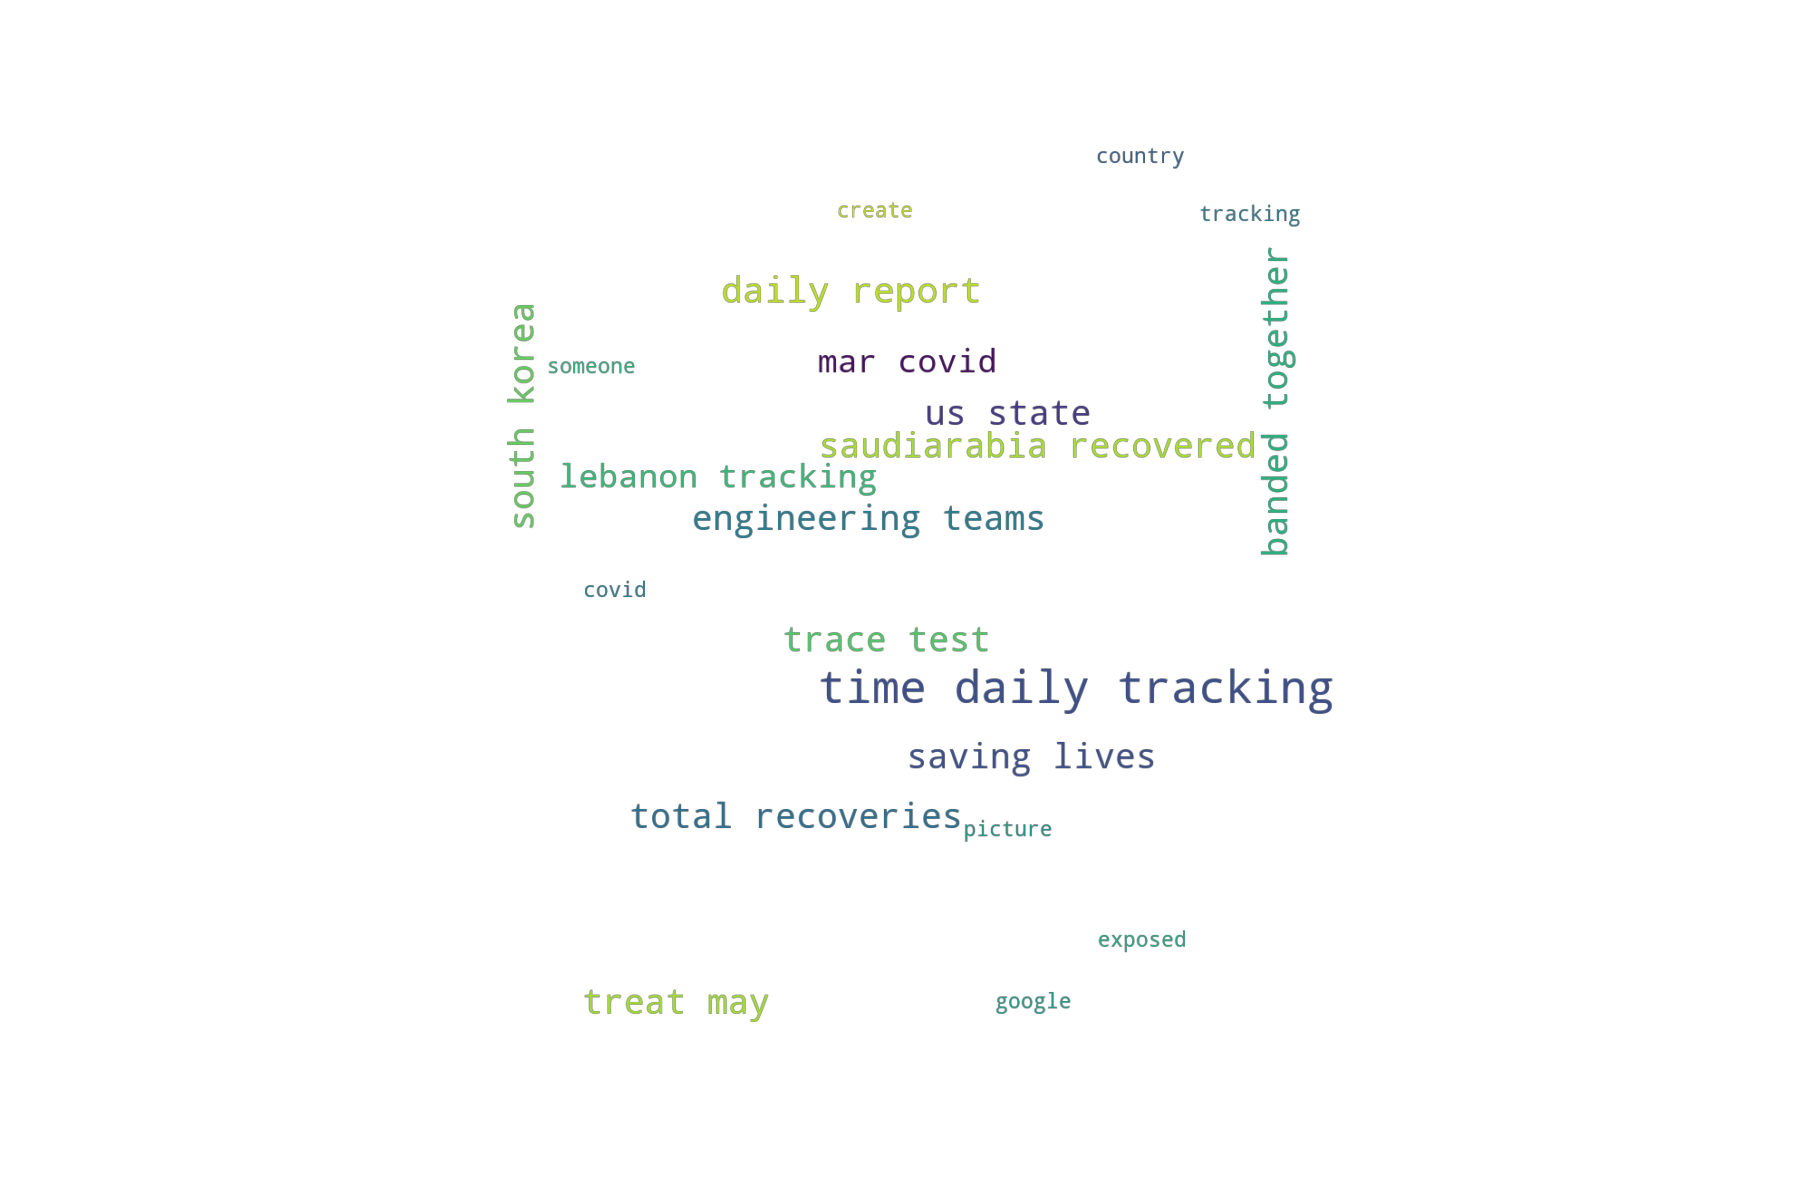 country
create
tracking
daily report
banded together
south korea
mar covid
someone
us state
saudiarabia recovered
lebanon tracking
engineering teams
covid
trace test
time daily tracking
saving lives
total recoveries
picture
exposed
treat may
google